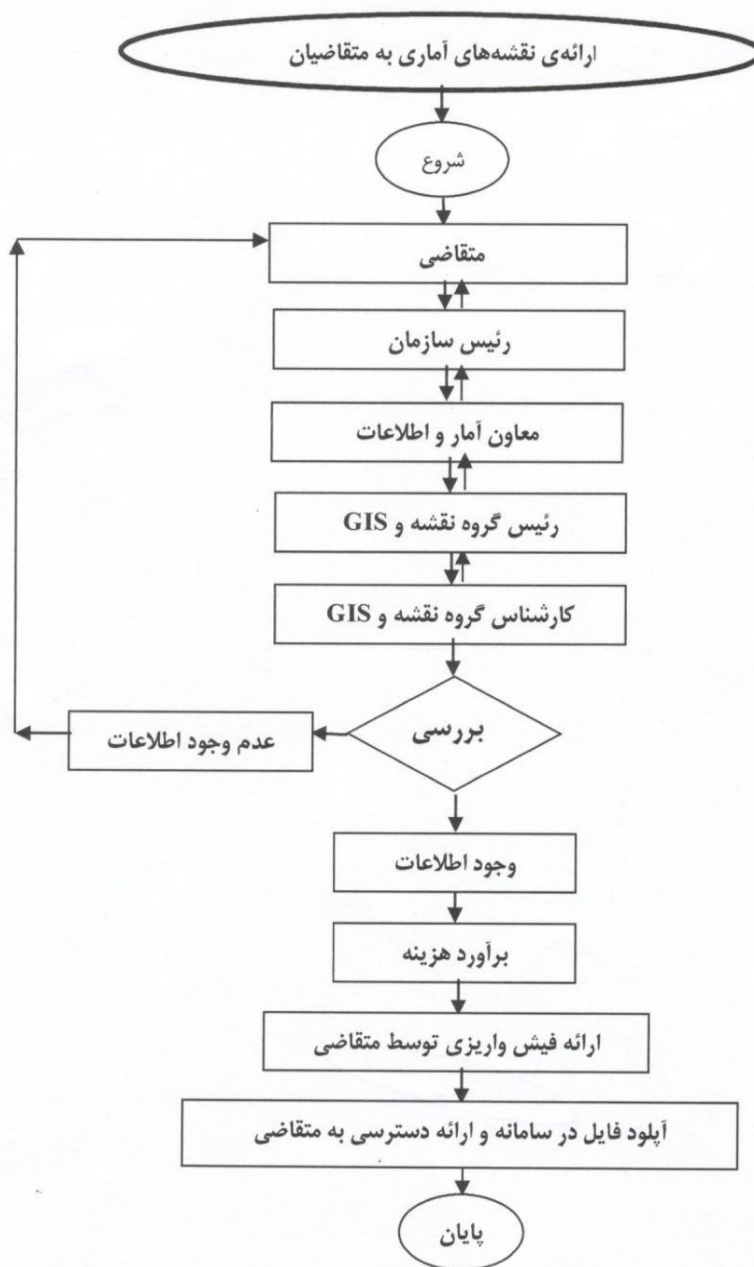 ارائه‌ی نقشه‌های آماری به متقاضیان
شروع
متقاضی
رئیس سازمان
معاون آمار و اطلاعات
رئیس گروه نقشه و GIS
کارشناس گروه نقشه و GIS
بررسی
عدم وجود اطلاعات
وجود اطلاعات
برآورد هزینه
ارائه فیش واریزی توسط متقاضی
آپلود فایل در سامانه و ارائه دسترسی به متقاضی
پایان